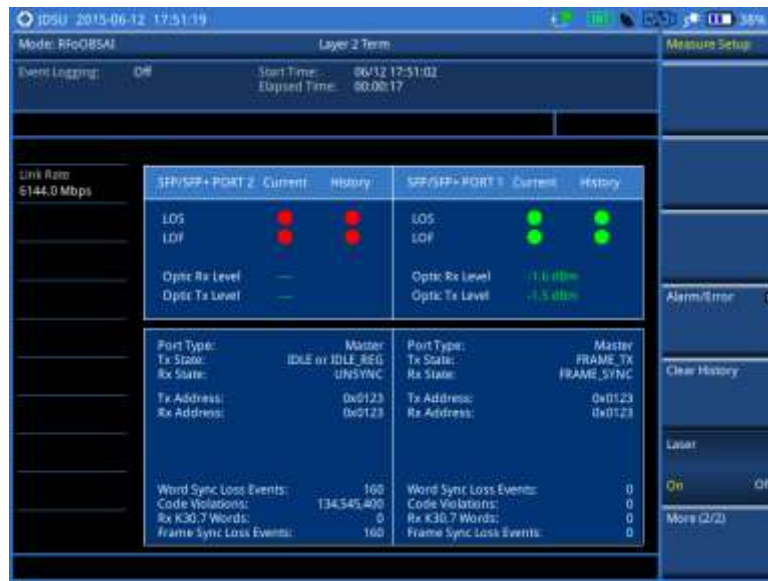 JDSU 2015-06-12 17:51:19
38%
Mode: RFoOBSAI
Layer 2 Term
Measure Setup
Event Logging: Off
Start Time: 06/12 17:51:02
Elapsed Time: 00:00:17
Link Rate
6144.0 Mbps
SFP/SFP+ PORT 2 Current History
SFP/SFP+ PORT 1 Current History
LOS
LOS
LOF
LOF
Optic Rx Level ---
Optic Rx Level -1.6 dBm
Optic Tx Level ---
Optic Tx Level -1.5 dBm
Alarm/Error
Port Type: Master
Port Type: Master
Tx State: IDLE or IDLE_REG
Tx State: FRAME_TX
Rx State: UNSYNC
Rx State: FRAME_SYNC
Clear History
Tx Address: 0x0123
Tx Address: 0x0123
Rx Address: 0x0123
Rx Address: 0x0123
Laser
On Of
Word Sync Loss Events: 160
Word Sync Loss Events: 0
Code Violations: 134,545,400
Code Violations: 0
Rx K30.7 Words: 0
Rx K30.7 Words: 0
Frame Sync Loss Events: 160
Frame Sync Loss Events: 0
More (2/2)